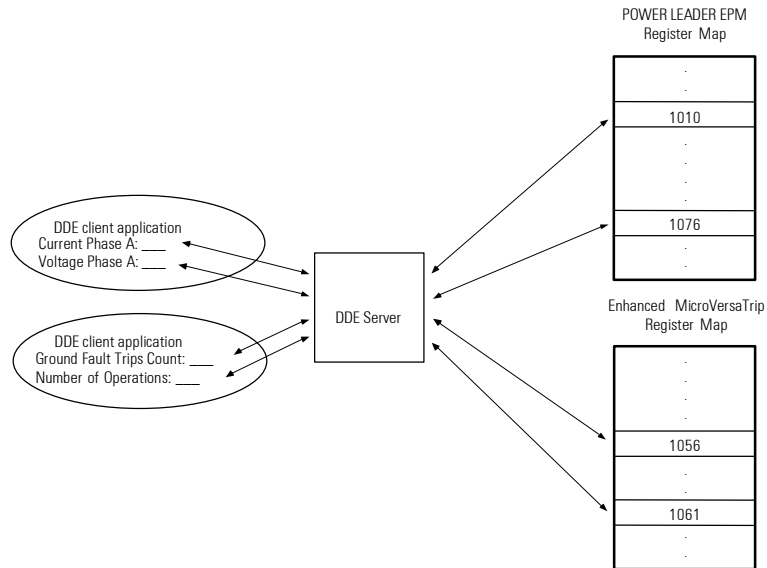 POWER LEADER EPM
Register Map
.
.
1010
.
.
.
.
1076
.
.
DDE client application
Current Phase A: ___
Voltage Phase A: ___
DDE client application
Ground Fault Trips Count: ___
Number of Operations: ___
DDE Server
Enhanced MicroVersaTrip
Register Map
.
.
.
.
1056
.
.
1061
.
.